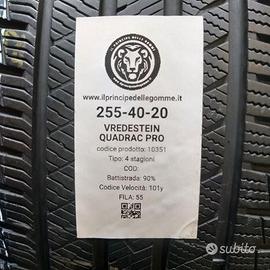 IL PRINCIPE DELLE GOMME
www.ilprincipedellegomme.it
255-40-20
VREDESTEIN
QUADRAC PRO
codice prodotto: 10351
Tipo: 4 stagioni
COD:
Battistrada: 90%
Codice Velocità: 101y
FILA: 55
subito